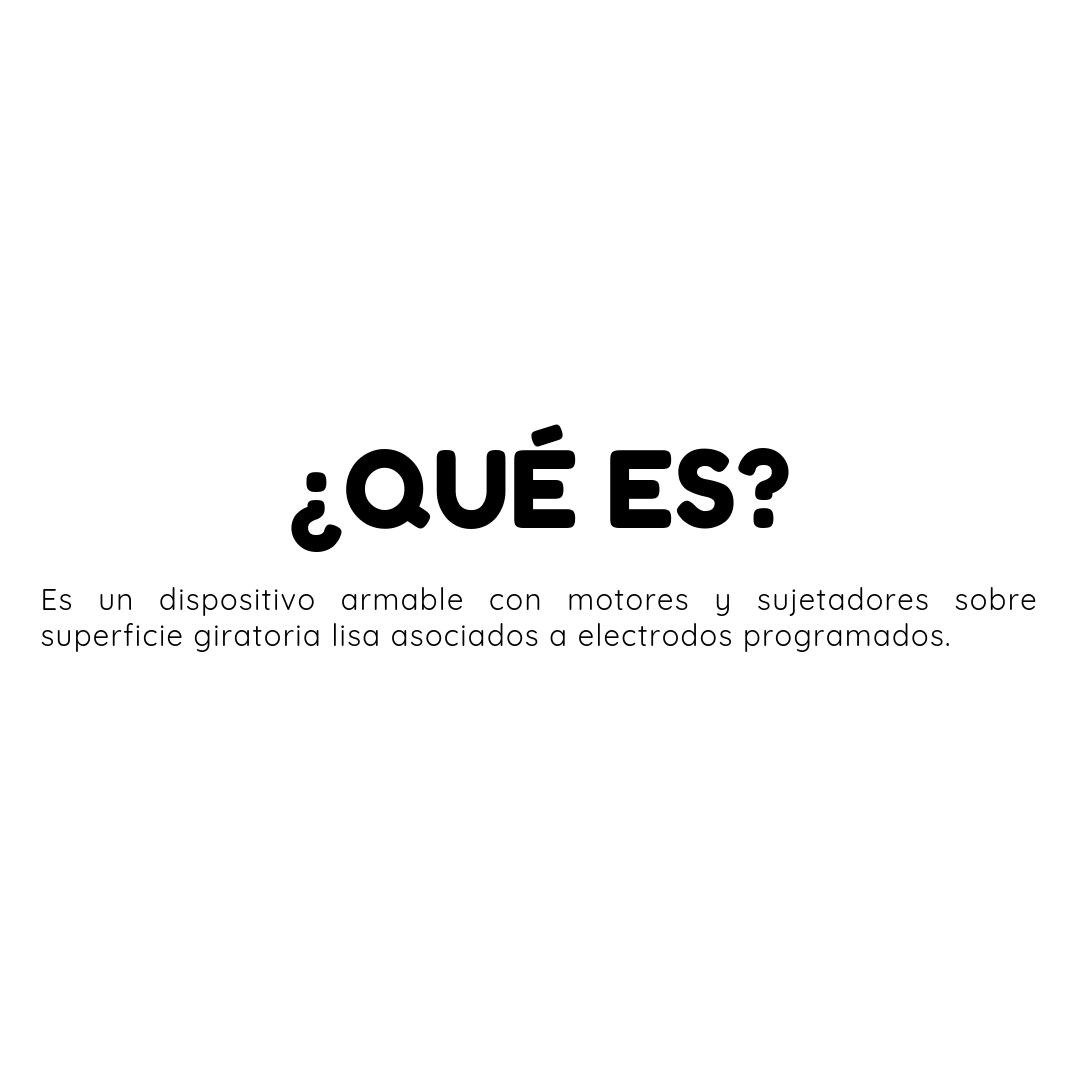 ¿QUÉ ES?
Es un dispositivo armable con motores y sujetadores sobre
superficie giratoria lisa asociados a electrodos programados.